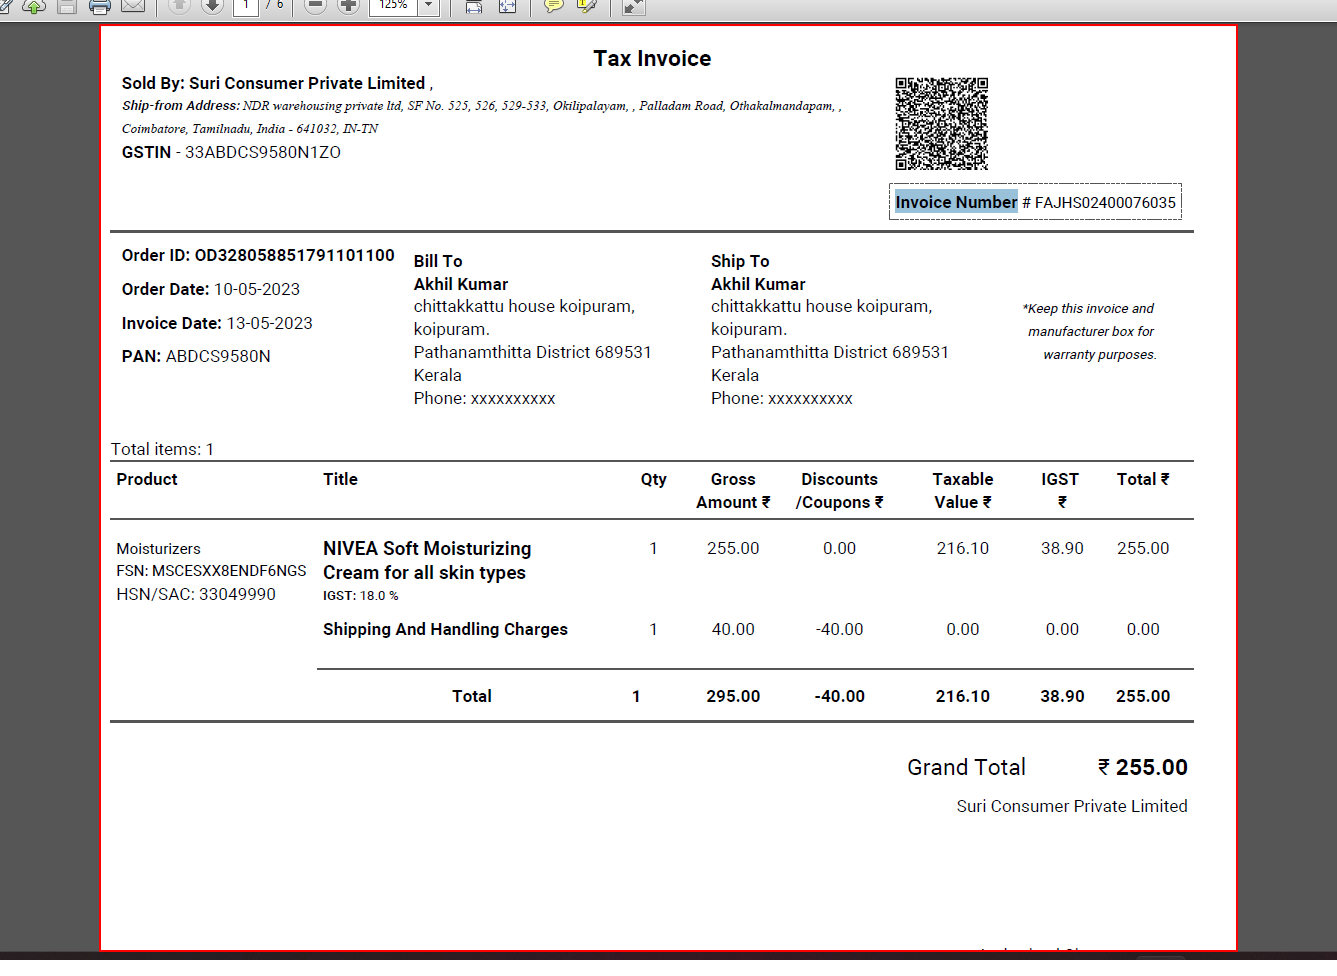 1 / 6 125%
Tax Invoice
Sold By: Suri Consumer Private Limited ,
Ship-from Address: NDR warehousing private ltd, SF No. 525, 526, 529-533, Okilipalayam, , Palladam Road, Othakalmandapam, ,
Coimbatore, Tamilnadu, India - 641032, IN-TN
GSTIN - 33ABDCS9580N1ZO
Invoice Number # FAJHS02400076035
Order ID: OD328058851791101100
Order Date: 10-05-2023
Invoice Date: 13-05-2023
PAN: ABDCS9580N
Bill To
Akhil Kumar
chittakkattu house koipuram,
koipuram.
Pathanamthitta District 689531
Kerala
Phone: xxxxxxxxxx
Ship To
Akhil Kumar
chittakkattu house koipuram,
koipuram.
Pathanamthitta District 689531
Kerala
Phone: xxxxxxxxxx
*Keep this invoice and
manufacturer box for
warranty purposes.
Total items: 1
Product Title Qty Gross Discounts Taxable IGST Total ₹
Amount ₹ /Coupons ₹ Value ₹ ₹
Moisturizers NIVEA Soft Moisturizing 1 255.00 0.00 216.10 38.90 255.00
FSN: MSCESXX8ENDF6NGS Cream for all skin types
HSN/SAC: 33049990 IGST: 18.0 %
Shipping And Handling Charges 1 40.00 -40.00 0.00 0.00 0.00
Total 1 295.00 -40.00 216.10 38.90 255.00
Grand Total ₹ 255.00
Suri Consumer Private Limited